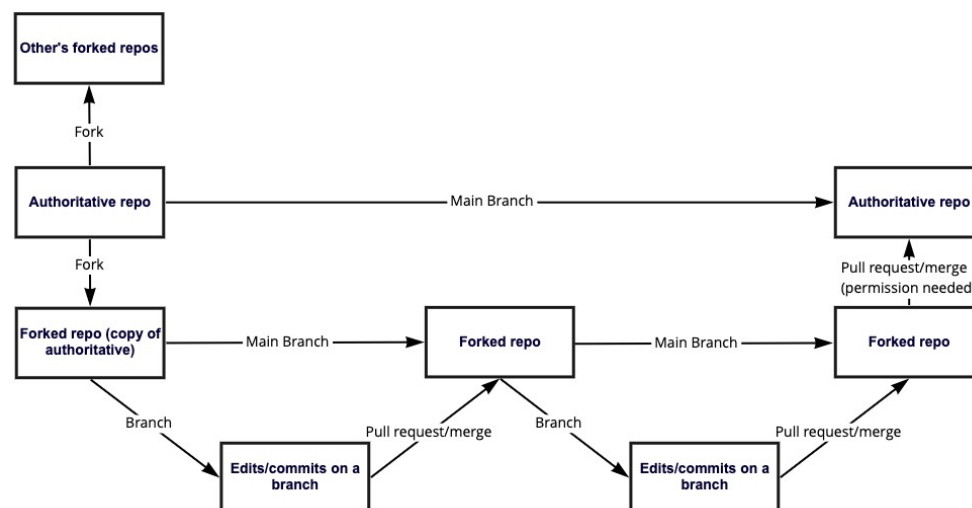 Other's forked repos
Fork
Authoritative repo
Main Branch
Authoritative repo
Fork
Pull request/merge
(permission needed
Forked repo (copy of
authoritative)
Main Branch
Forked repo
Main Branch
Forked repo
Branch
Pull request/merge
Branch
Pull request/merge
Edits/commits on a
branch
Edits/commits on a
branch